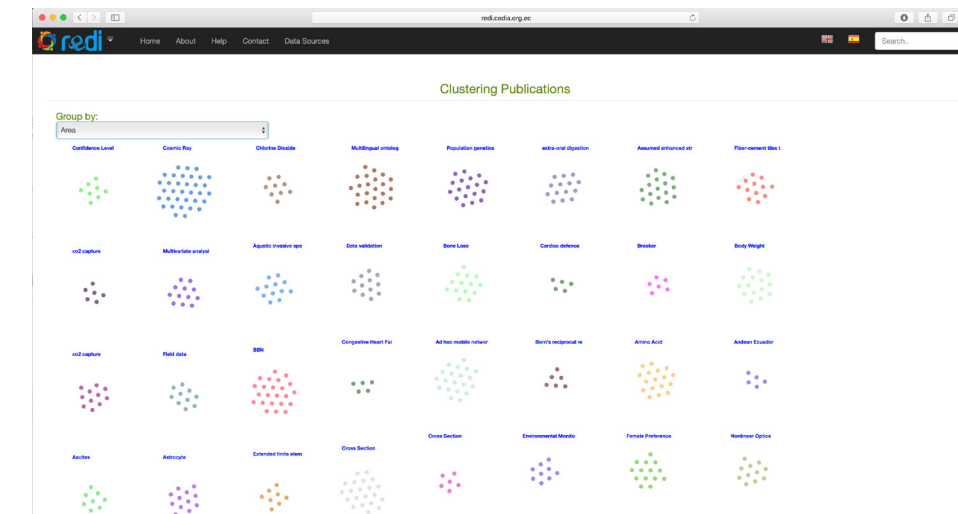 redi.cedia.org.ec
redi Home About Help Contact Data Sources Search..
Clustering Publications
Group by:
Area
Confidence Level Cosmic Ray Chlorine Dioxide Multilingual ontolog Population genetics extra-oral digestion Assumed enhanced str Fiber-cement tiles t
co2 capture Multivariate analysi Aquatic invasive spe Data validation Bone Loss Cardiac defence Breaker Body Weight
co2 capture Field data BBN Congestive Heart Fai Ad hoc mobile networ Born's reciprocal re Amino Acid Andean Ecuador
Ascites Astrocyte Extended finite elem Cross Section Cross Section Environmental Monito Female Preference Nonlinear Optics